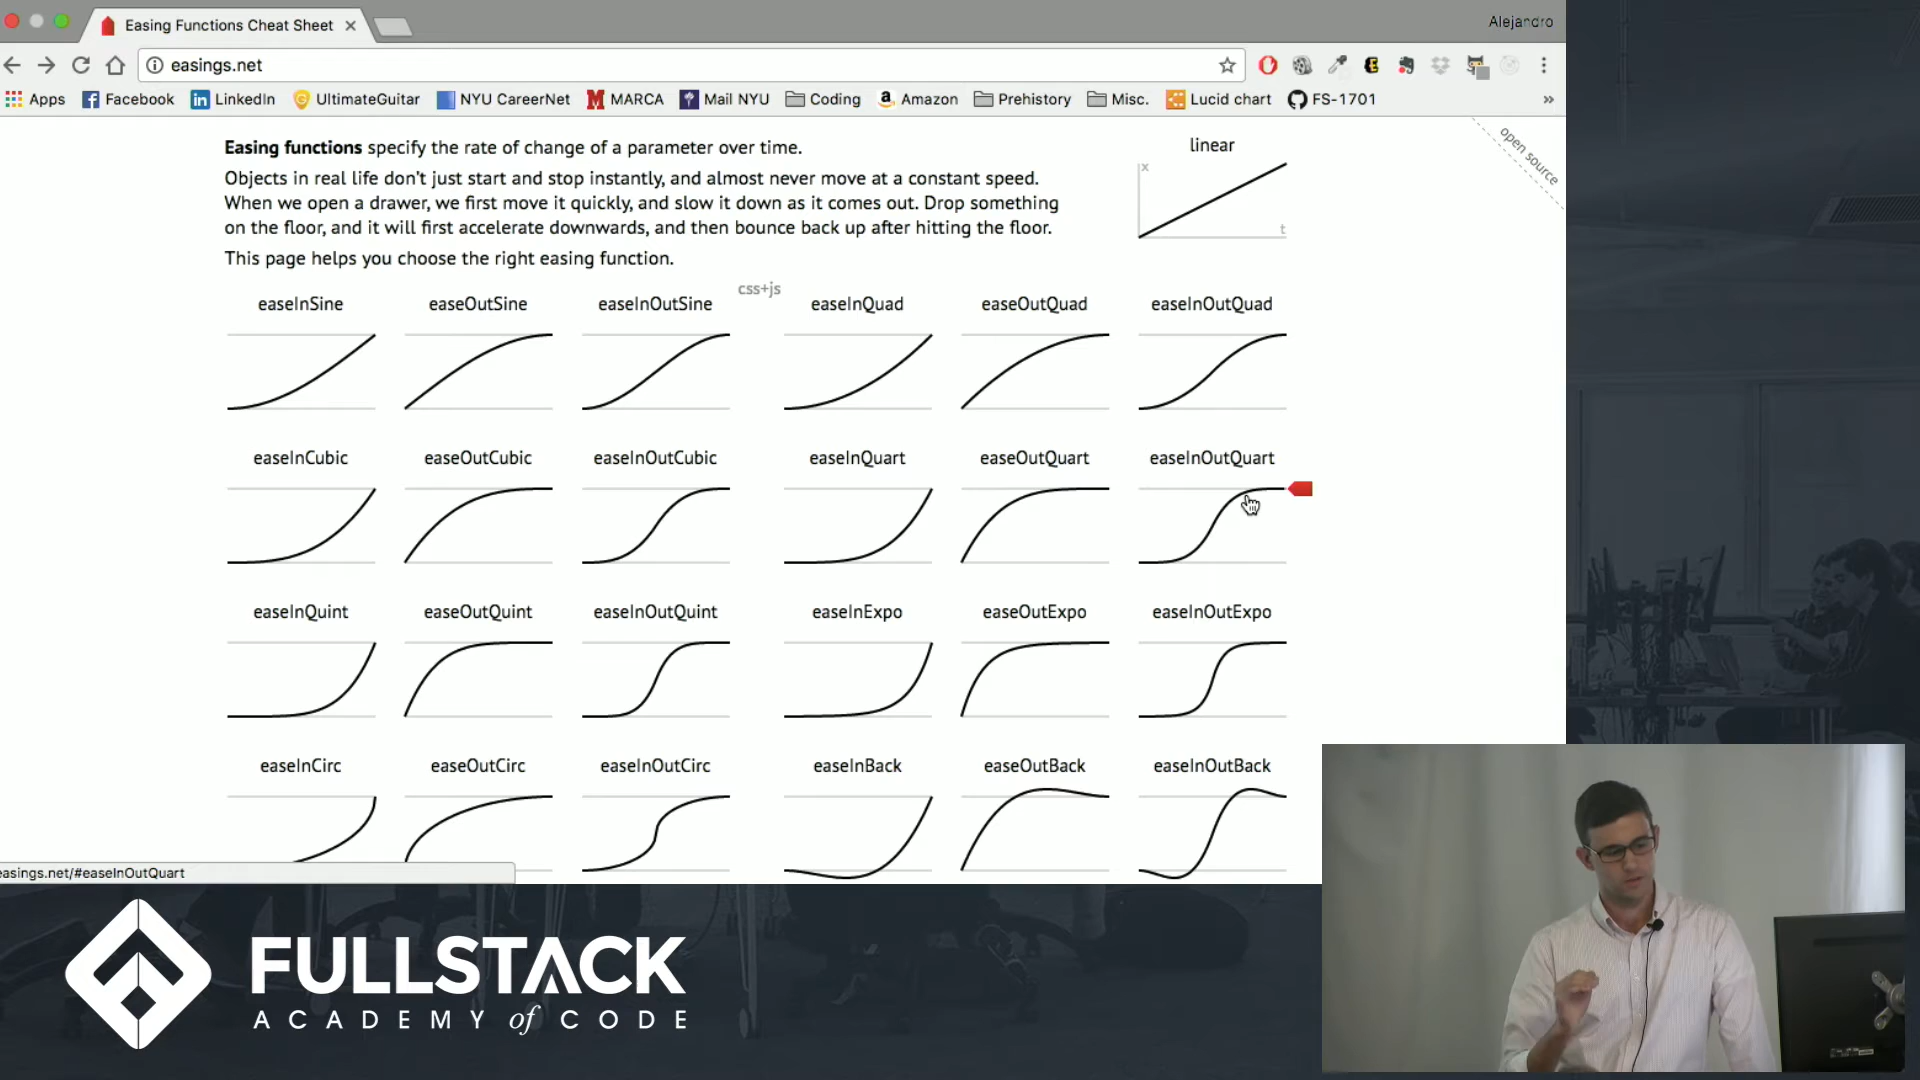 Easing Functions Cheat Sheet
Alejandro
easings.net
Apps Facebook LinkedIn UltimateGuitar NYU CareerNet MARCA Mail NYU Coding Amazon Prehistory Misc. Lucid chart FS-1701 »
open source
Easing functions specify the rate of change of a parameter over time.
Objects in real life don't just start and stop instantly, and almost never move at a constant speed.
When we open a drawer, we first move it quickly, and slow it down as it comes out. Drop something
on the floor, and it will first accelerate downwards, and then bounce back up after hitting the floor.
This page helps you choose the right easing function.
linear
x
t
css+js
easeInSine easeOutSine easeInOutSine easeInQuad easeOutQuad easeInOutQuad
easeInCubic easeOutCubic easeInOutCubic easeInQuart easeOutQuart easeInOutQuart
easeInQuint easeOutQuint easeInOutQuint easeInExpo easeOutExpo easeInOutExpo
easeInCirc easeOutCirc easeInOutCirc easeInBack easeOutBack easeInOutBack
easings.net/#easeInOutQuart
FULLSTACK
ACADEMY of CODE